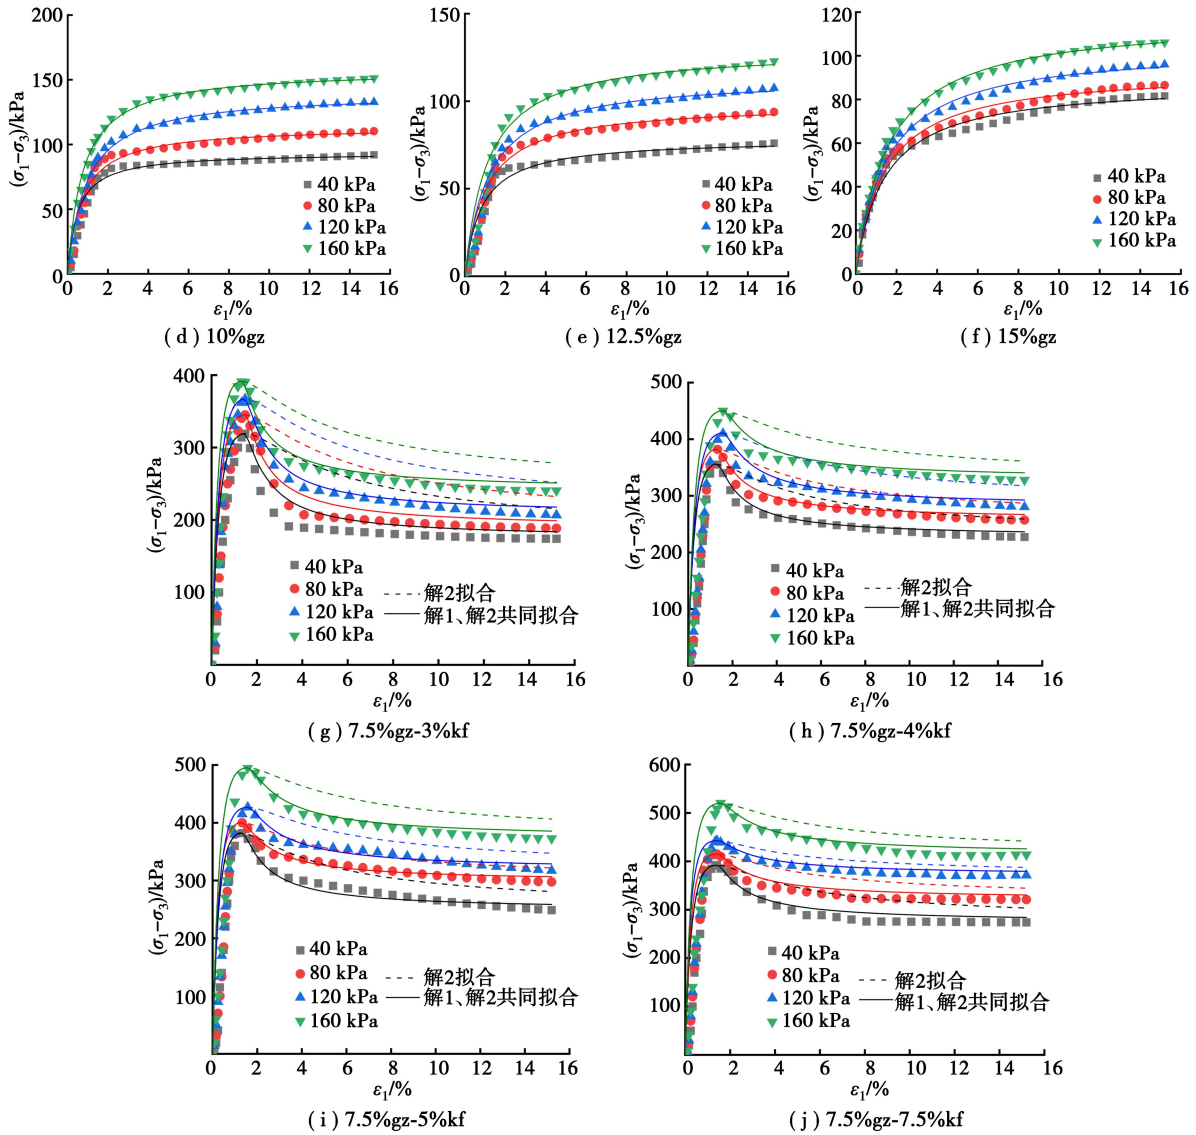 (σ₁−σ₃)/kPa
200
150
100
50
0
0 2 4 6 8 10 12 14 16
ε₁/%
40 kPa
80 kPa
120 kPa
160 kPa
( d ) 10%gz
(σ₁−σ₃)/kPa
150
100
50
0
0 2 4 6 8 10 12 14 16
ε₁/%
40 kPa
80 kPa
120 kPa
160 kPa
( e ) 12.5%gz
(σ₁−σ₃)/kPa
120
100
80
60
40
20
0
0 2 4 6 8 10 12 14 16
ε₁/%
40 kPa
80 kPa
120 kPa
160 kPa
( f ) 15%gz
(σ₁−σ₃)/kPa
400
300
200
100
0 2 4 6 8 10 12 14 16
ε₁/%
40 kPa
80 kPa
120 kPa
160 kPa
解2拟合
解1、解2共同拟合
( g ) 7.5%gz-3%kf
(σ₁−σ₃)/kPa
500
400
300
200
100
0 2 4 6 8 10 12 14 16
ε₁/%
40 kPa
80 kPa
120 kPa
160 kPa
解2拟合
解1、解2共同拟合
( h ) 7.5%gz-4%kf
(σ₁−σ₃)/kPa
500
400
300
200
100
0 2 4 6 8 10 12 14 16
ε₁/%
40 kPa
80 kPa
120 kPa
160 kPa
解2拟合
解1、解2共同拟合
( i ) 7.5%gz-5%kf
(σ₁−σ₃)/kPa
600
500
400
300
200
100
0 2 4 6 8 10 12 14 16
ε₁/%
40 kPa
80 kPa
120 kPa
160 kPa
解2拟合
解1、解2共同拟合
( j ) 7.5%gz-7.5%kf